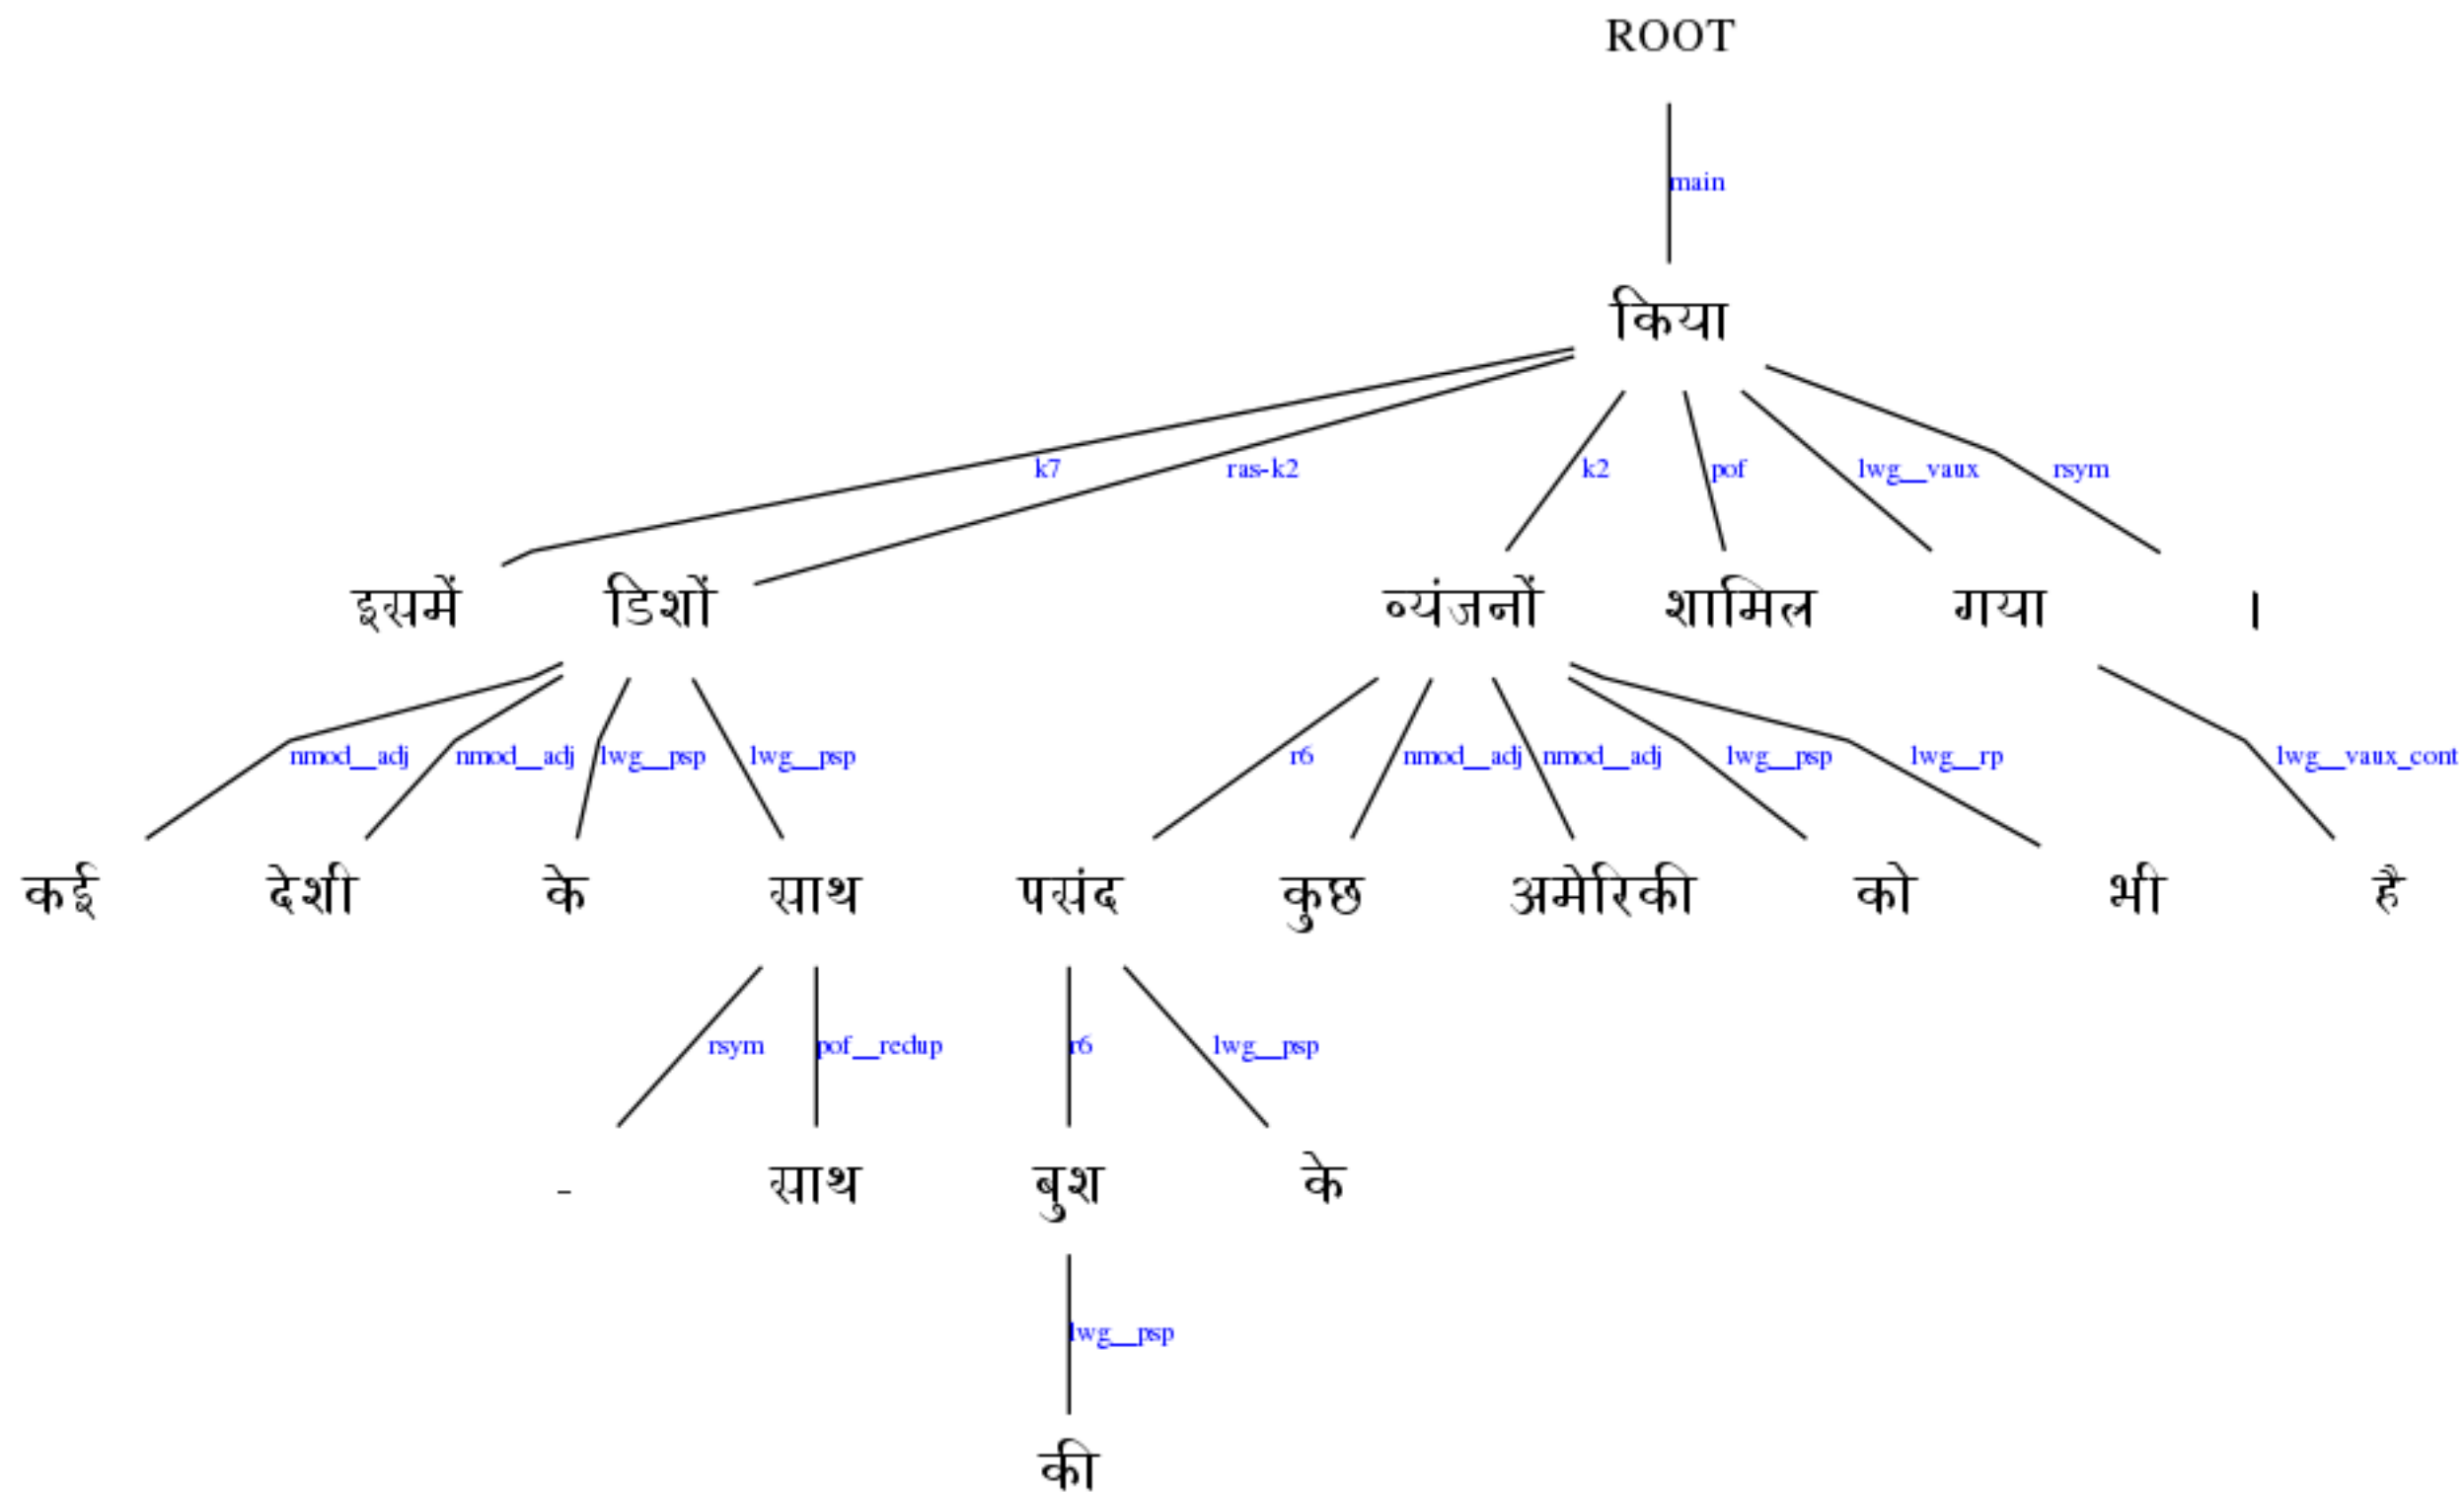 ROOT
main
किया
k7 ras-k2 k2 pof lwg__vaux rsym
इसमें डिशों व्यंजनों शामिल गया ।
nmod__adj nmod__adj lwg__psp lwg__psp r6 nmod__adj nmod__adj lwg__psp lwg__rp lwg__vaux_cont
कई देशी के साथ पसंद कुछ अमेरिकी को भी है
rsym pof__redup r6 lwg__psp
- साथ बुश के
lwg__psp
की